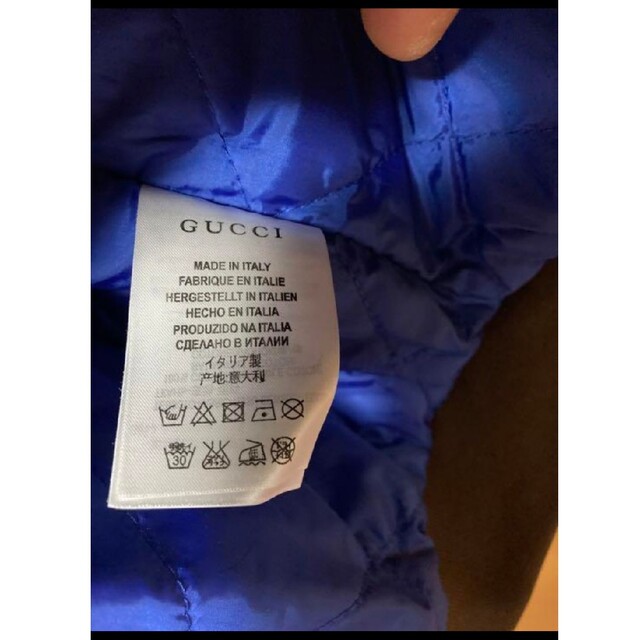 GUCCI
MADE IN ITALY
FABRIQUE EN ITALIE
HERGESTELLT IN ITALIEN
HECHO EN ITALIA
PRODUZIDO NA ITALIA
СДЕЛАНО В ИТАЛИИ
イタリア製
产地:意大利
30